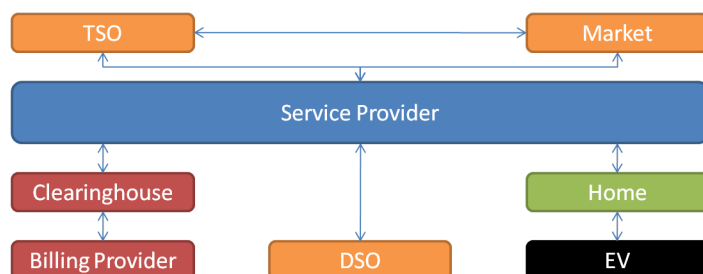 TSO
Market
Service Provider
Clearinghouse
Home
Billing Provider
DSO
EV